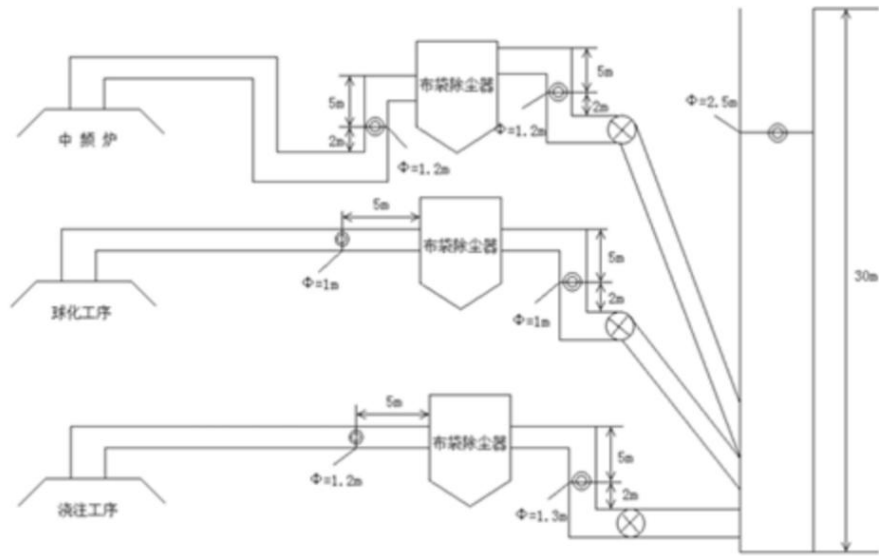 布袋除尘器
5m
2m
Φ=1.2m
中 频 炉
5m
2m
Φ=1.2m
Φ=2.5m
30m
5m
布袋除尘器
Φ=1m
球化工序
5m
2m
Φ=1m
5m
布袋除尘器
Φ=1.2m
浇注工序
5m
2m
Φ=1.3m